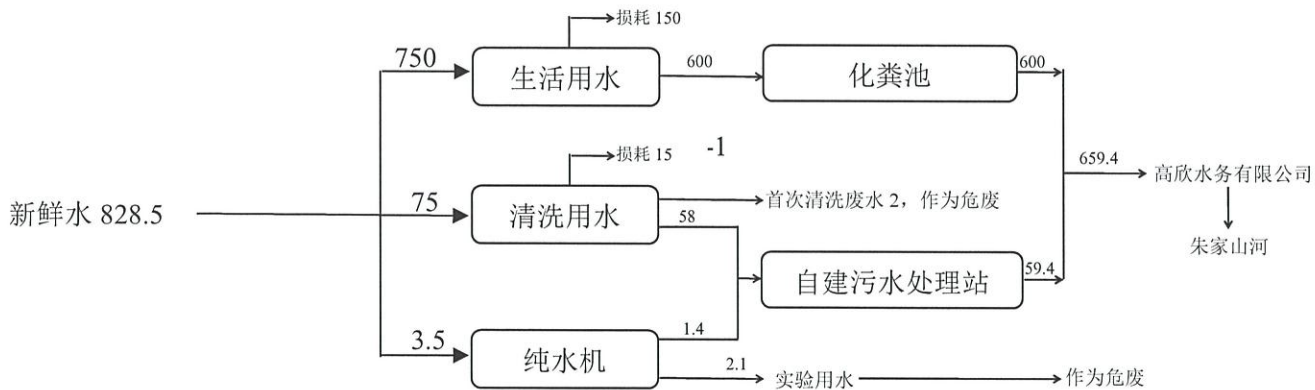 损耗 150
750
生活用水
600
化粪池
600
损耗 15
-1
659.4
高欣水务有限公司
新鲜水 828.5
75
清洗用水
首次清洗废水 2，作为危废
58
朱家山河
自建污水处理站
59.4
3.5
纯水机
1.4
2.1
实验用水
作为危废